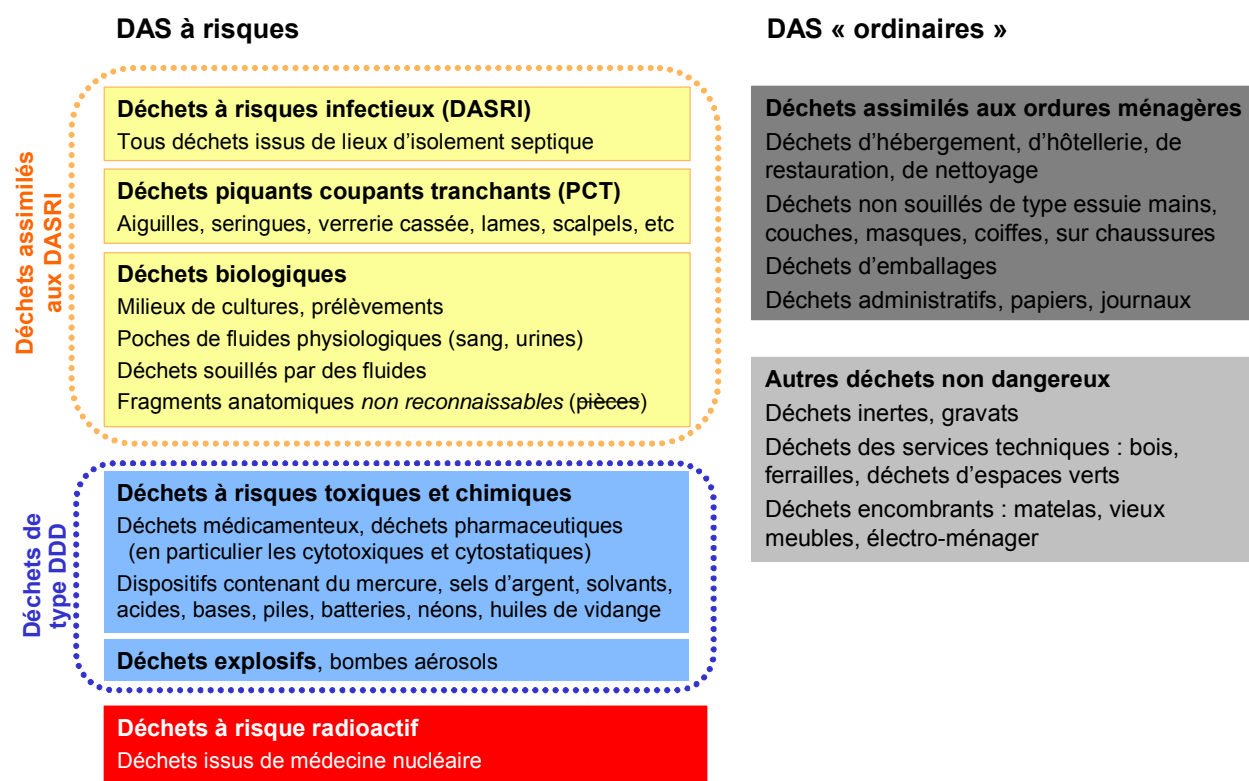 DAS à risques
Déchets assimilés
aux DASRI
Déchets à risques infectieux (DASRI)
Tous déchets issus de lieux d’isolement septique
Déchets piquants coupants tranchants (PCT)
Aiguilles, seringues, verrerie cassée, lames, scalpels, etc
Déchets biologiques
Milieux de cultures, prélèvements
Poches de fluides physiologiques (sang, urines)
Déchets souillés par des fluides
Fragments anatomiques non reconnaissables (pièces)
Déchets de
type DDD
Déchets à risques toxiques et chimiques
Déchets médicamenteux, déchets pharmaceutiques
(en particulier les cytotoxiques et cytostatiques)
Dispositifs contenant du mercure, sels d’argent, solvants,
acides, bases, piles, batteries, néons, huiles de vidange
Déchets explosifs, bombes aérosols
Déchets à risque radioactif
Déchets issus de médecine nucléaire
DAS « ordinaires »
Déchets assimilés aux ordures ménagères
Déchets d’hébergement, d’hôtellerie, de
restauration, de nettoyage
Déchets non souillés de type essuie mains,
couches, masques, coiffes, sur chaussures
Déchets d’emballages
Déchets administratifs, papiers, journaux
Autres déchets non dangereux
Déchets inertes, gravats
Déchets des services techniques : bois,
ferrailles, déchets d’espaces verts
Déchets encombrants : matelas, vieux
meubles, électro-ménager